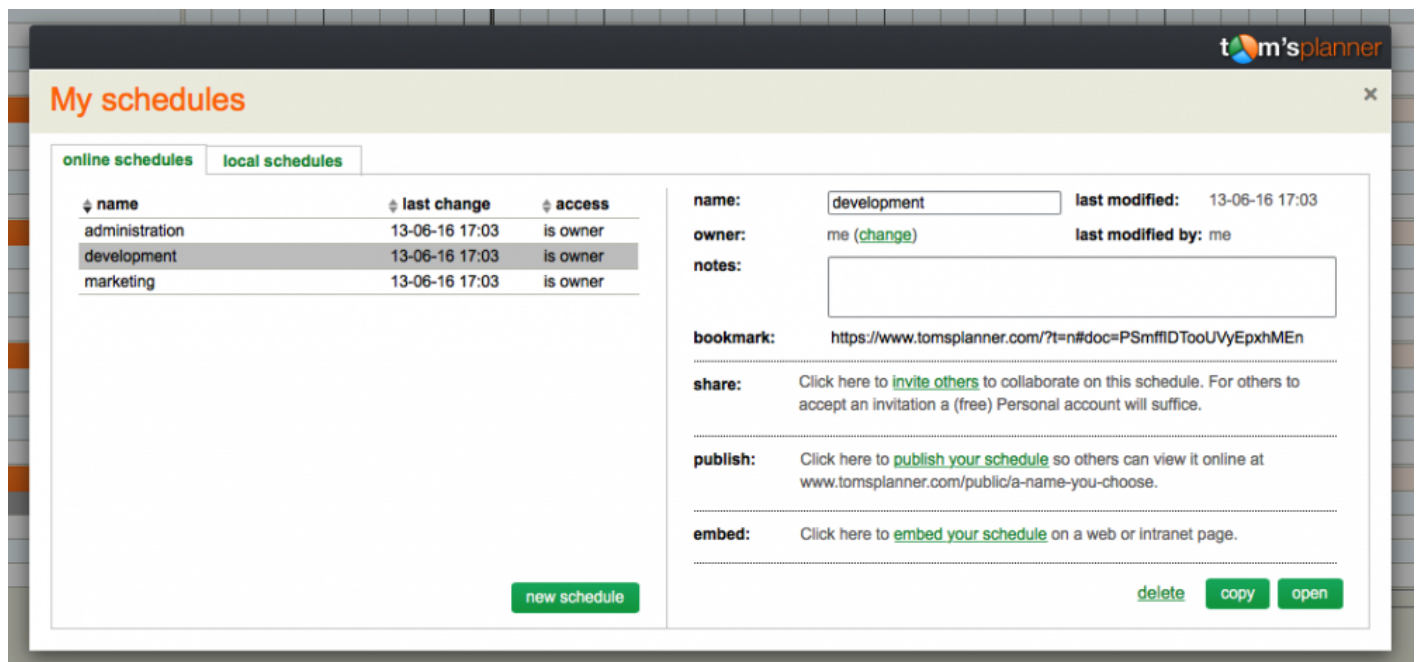 tom'splanner
My schedules
×
online schedules local schedules
name last change access
administration 13-06-16 17:03 is owner
development 13-06-16 17:03 is owner
marketing 13-06-16 17:03 is owner
new schedule
name: development last modified: 13-06-16 17:03
owner: me (change) last modified by: me
notes:
bookmark: https://www.tomsplanner.com/?t=n#doc=PSmfflDTooUVyEpxhMEn
share: Click here to invite others to collaborate on this schedule. For others to
accept an invitation a (free) Personal account will suffice.
publish: Click here to publish your schedule so others can view it online at
www.tomsplanner.com/public/a-name-you-choose.
embed: Click here to embed your schedule on a web or intranet page.
delete copy open